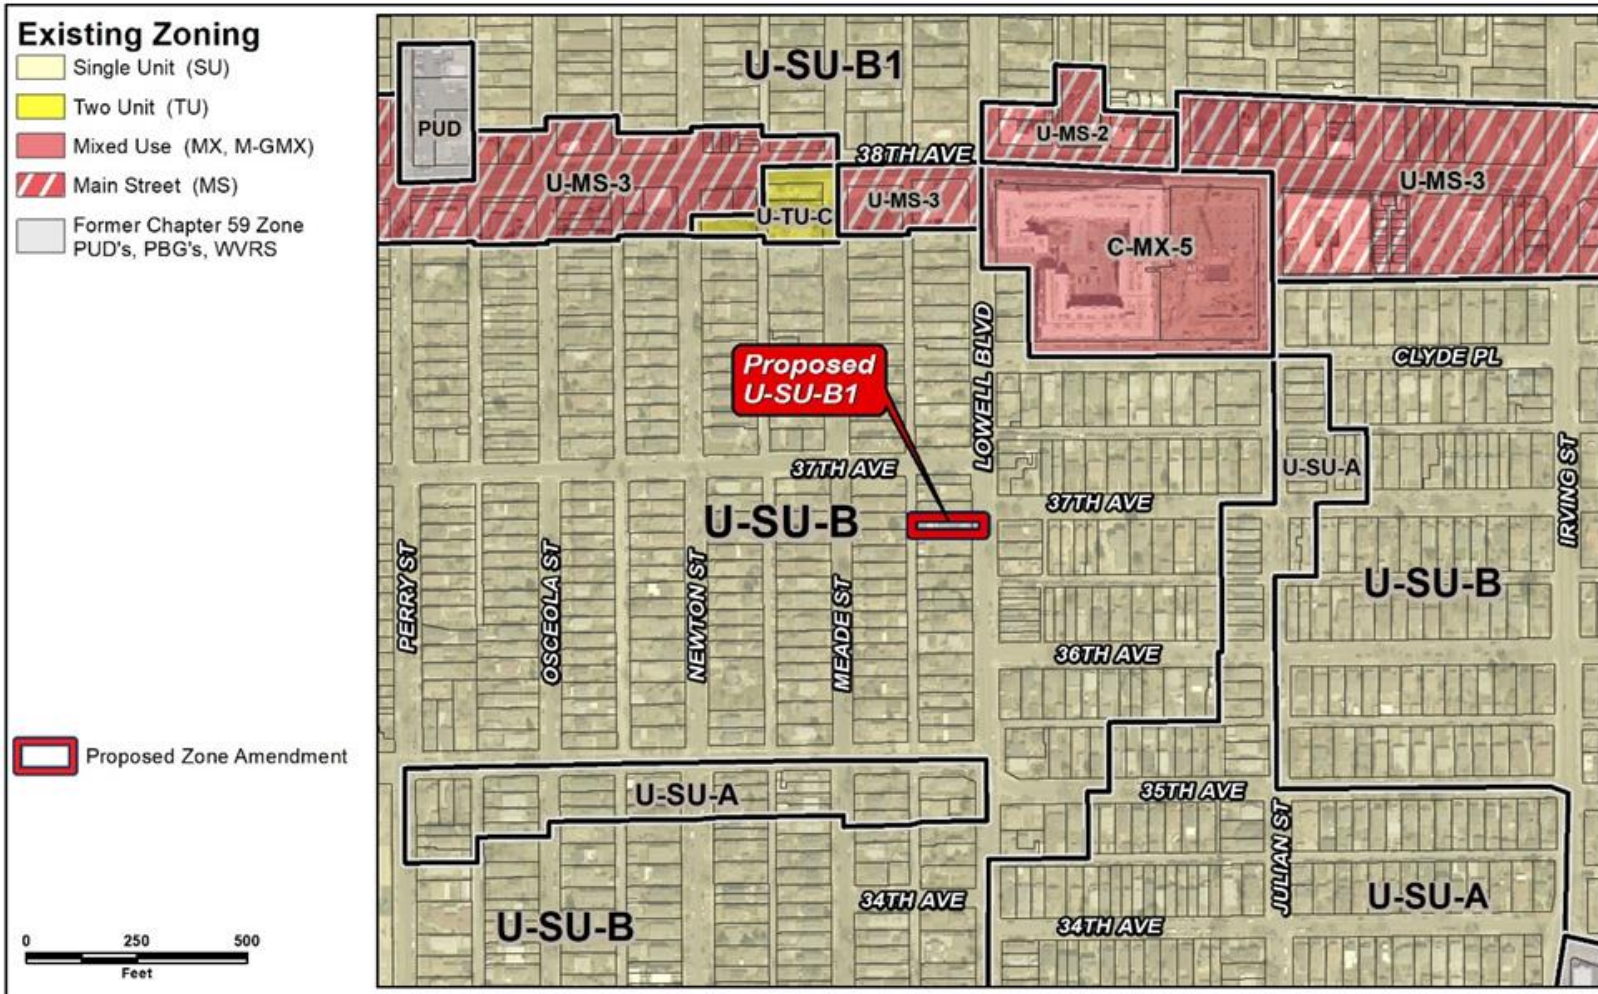 Existing Zoning
Single Unit (SU)
Two Unit (TU)
Mixed Use (MX, M-GMX)
Main Street (MS)
Former Chapter 59 Zone
PUD's, PBG's, WVRS
Proposed Zone Amendment
0 250 500
Feet
U-SU-B1
PUD
U-MS-2
38TH AVE
U-MS-3
U-MS-3
U-MS-3
U-TU-C
C-MX-5
LOWELL BLVD
CLYDE PL
Proposed
U-SU-B1
37TH AVE
U-SU-A
IRVING ST
37TH AVE
U-SU-B
PERRY ST
OSCEOLA ST
NEWTON ST
MEADE ST
U-SU-B
36TH AVE
U-SU-A
35TH AVE
JULIAN ST
34TH AVE
U-SU-A
U-SU-B
34TH AVE